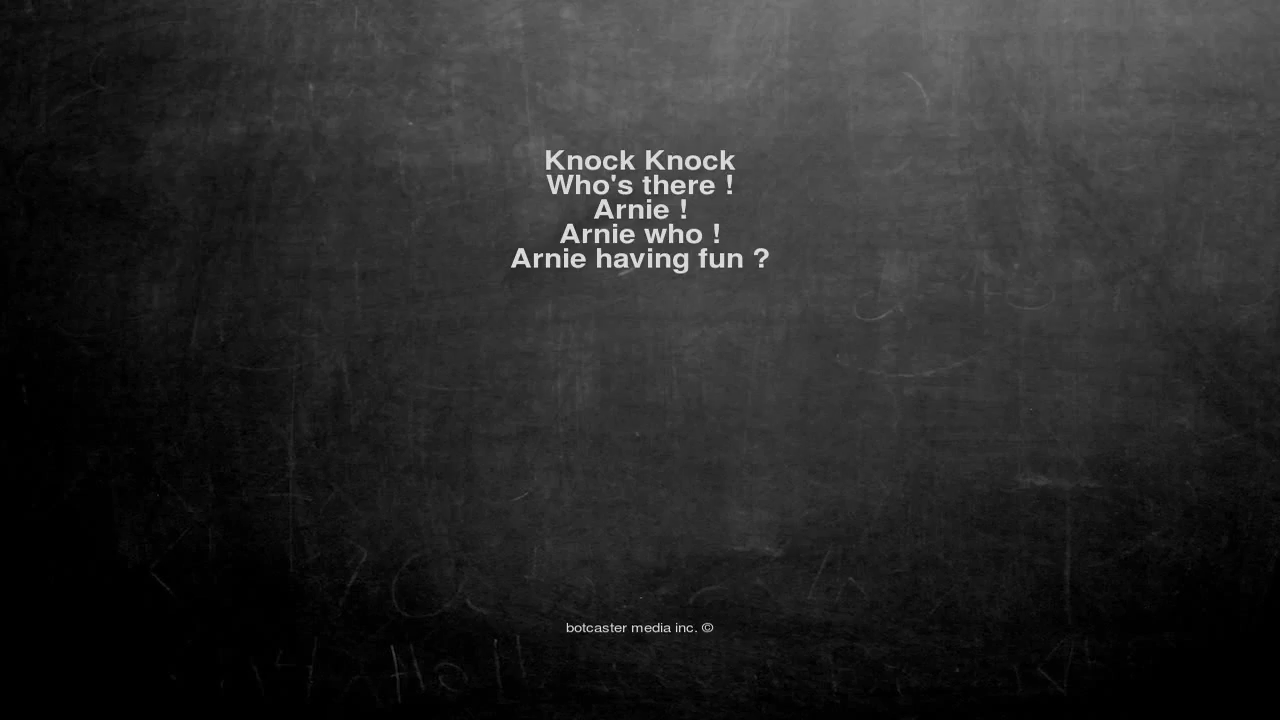 Knock Knock
Who's there !
Arnie !
Arnie who !
Arnie having fun ?
botcaster media inc. ©